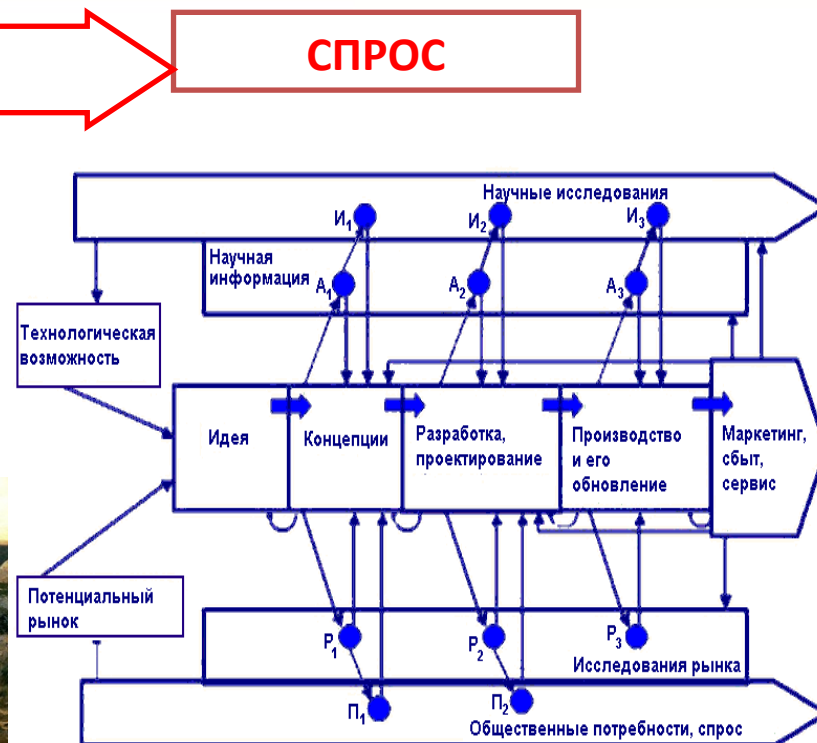 СПРОС
Научные исследования
И1
И2
И3
Научная
информация
А1
А2
А3
Технологическая
возможность
Идея
Концепции
Разработка,
проектирование
Производство
и его
обновление
Маркетинг,
сбыт,
сервис
Потенциальный
рынок
Р1
Р2
Р3
Исследования рынка
П1
П2
Общественные потребности, спрос